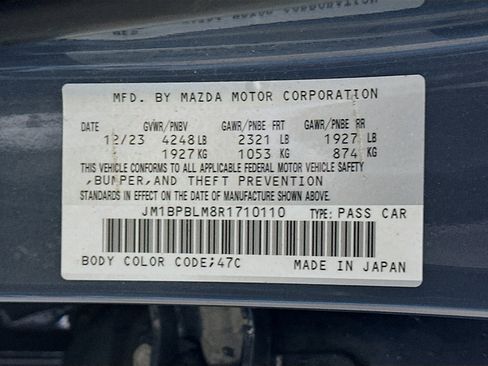 MFD. BY MAZDA MOTOR CORPORATION
DATE GVWR/PNBV GAWR/PNBE FRT GAWR/PNBE RR
12/23 4248 LB 2321 LB 1927 LB
1927 KG 1053 KG 874 KG
THIS VEHICLE CONFORMS TO ALL APPLICABLE FEDERAL MOTOR VEHICLE SAFETY
,BUMPER,AND THEFT PREVENTION
STANDARDS IN EFFECT ON THE DATE OF MANUFACTURE SHOWN ABOVE.
JM1BPBLM8R1710110 TYPE: PASS CAR
BODY COLOR CODE;47C MADE IN JAPAN